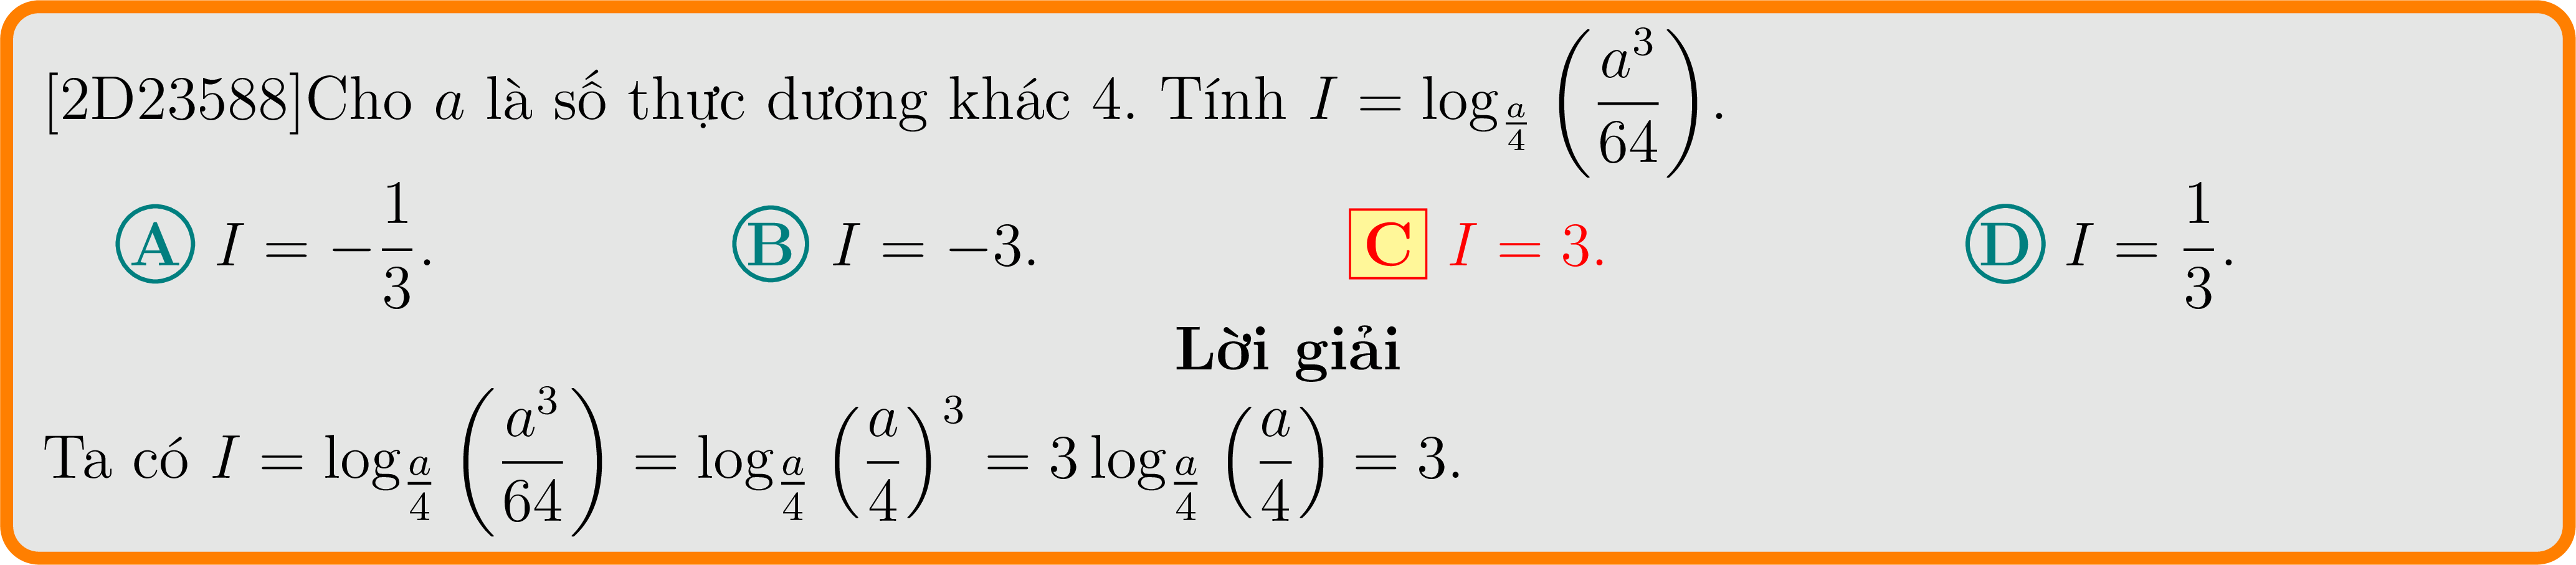 [2D23588]Cho a là số thực dương khác 4. Tính $I = \log_{\frac{a}{4}} \left(\frac{a^3}{64}\right)$.
A $I = -\frac{1}{3}$. B $I = -3$. C $I = 3$. D $I = \frac{1}{3}$.
Lời giải
Ta có $I = \log_{\frac{a}{4}} \left(\frac{a^3}{64}\right) = \log_{\frac{a}{4}} \left(\frac{a}{4}\right)^3 = 3 \log_{\frac{a}{4}} \left(\frac{a}{4}\right) = 3$.